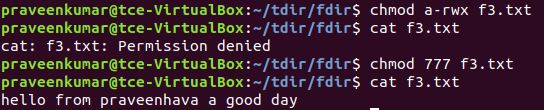 praveenkumar@tce-VirtualBox:~/tdir/fdir$ chmod a-rwx f3.txt
praveenkumar@tce-VirtualBox:~/tdir/fdir$ cat f3.txt
cat: f3.txt: Permission denied
praveenkumar@tce-VirtualBox:~/tdir/fdir$ chmod 777 f3.txt
praveenkumar@tce-VirtualBox:~/tdir/fdir$ cat f3.txt
hello from praveenhava a good day